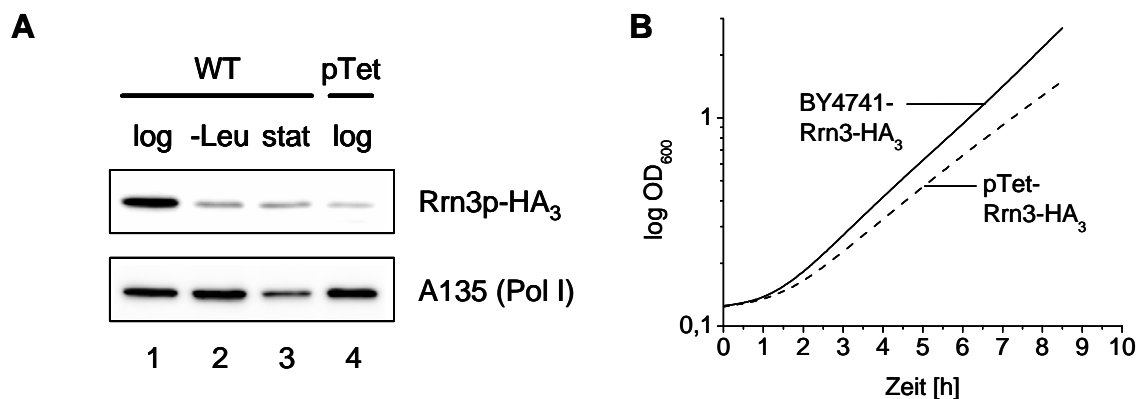 A
WT pTet
log -Leu stat log
Rrn3p-HA3
A135 (Pol I)
1 2 3 4
B
log OD600
1
0,1
BY4741-
Rrn3-HA3
pTet-
Rrn3-HA3
0 1 2 3 4 5 6 7 8 9 10
Zeit [h]